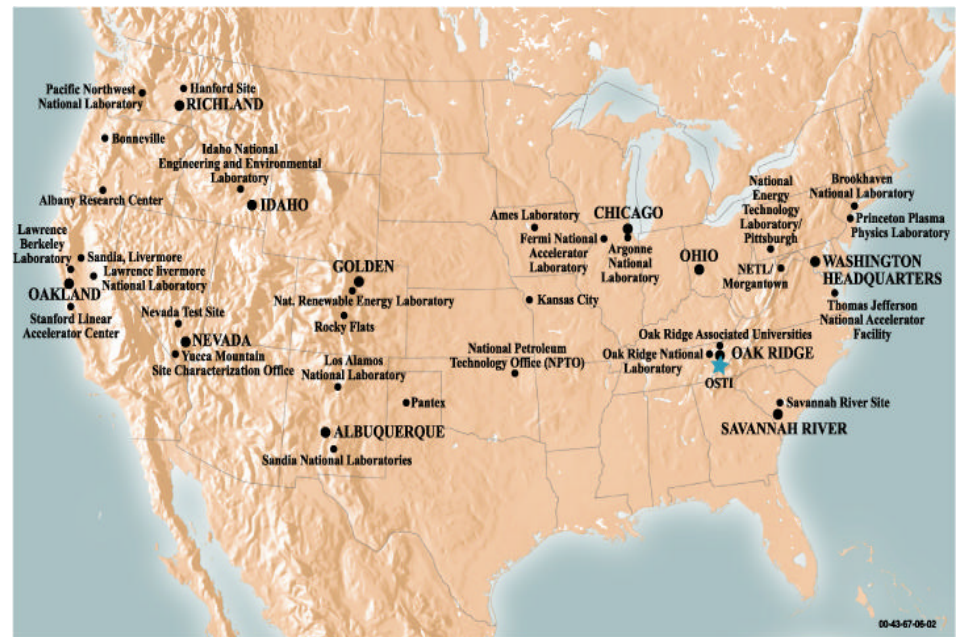 Pacific Northwest
National Laboratory
Hanford Site
RICHLAND
Bonneville
Idaho National
Engineering and Environmental
Laboratory
Albany Research Center
IDAHO
Lawrence
Berkeley
Laboratory
Sandia, Livermore
Lawrence livermore
National Laboratory
OAKLAND
Stanford Linear
Accelerator Center
Nevada Test Site
NEVADA
Yucca Mountain
Site Characterization Office
GOLDEN
Nat. Renewable Energy Laboratory
Rocky Flats
Los Alamos
National Laboratory
Pantex
ALBUQUERQUE
Sandia National Laboratories
Ames Laboratory
CHICAGO
Fermi National
Accelerator
Laboratory
Argonne
National
Laboratory
Kansas City
National Petroleum
Technology Office (NPTO)
OHIO
National
Energy
Technology
Laboratory/
Pittsburgh
NETL/
Morgantown
Brookhaven
National Laboratory
Princeton Plasma
Physics Laboratory
WASHINGTON
HEADQUARTERS
Thomas Jefferson
National Accelerator
Facility
Oak Ridge Associated Universities
Oak Ridge National
Laboratory
OAK RIDGE
OSTI
Savannah River Site
SAVANNAH RIVER
00-43-67-06-02